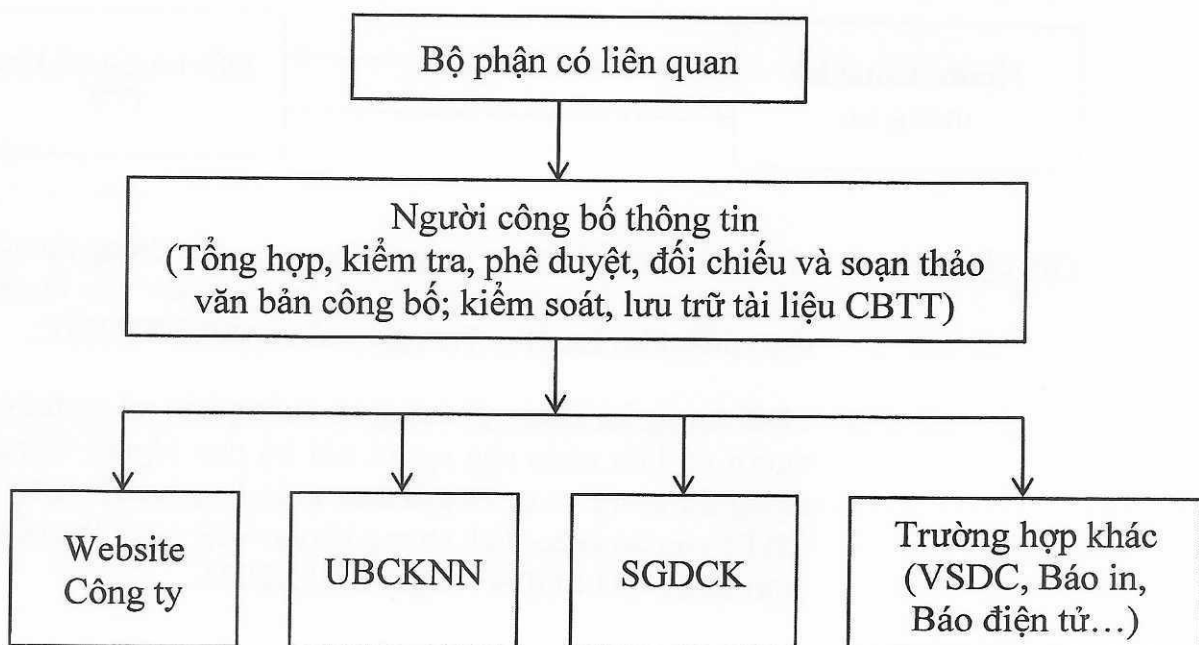 Bộ phận có liên quan
Người công bố thông tin
(Tổng hợp, kiểm tra, phê duyệt, đối chiếu và soạn thảo
văn bản công bố; kiểm soát, lưu trữ tài liệu CBTT)
Website
Công ty
UBCKNN
SGDCK
Trường hợp khác
(VSDC, Báo in,
Báo điện tử…)